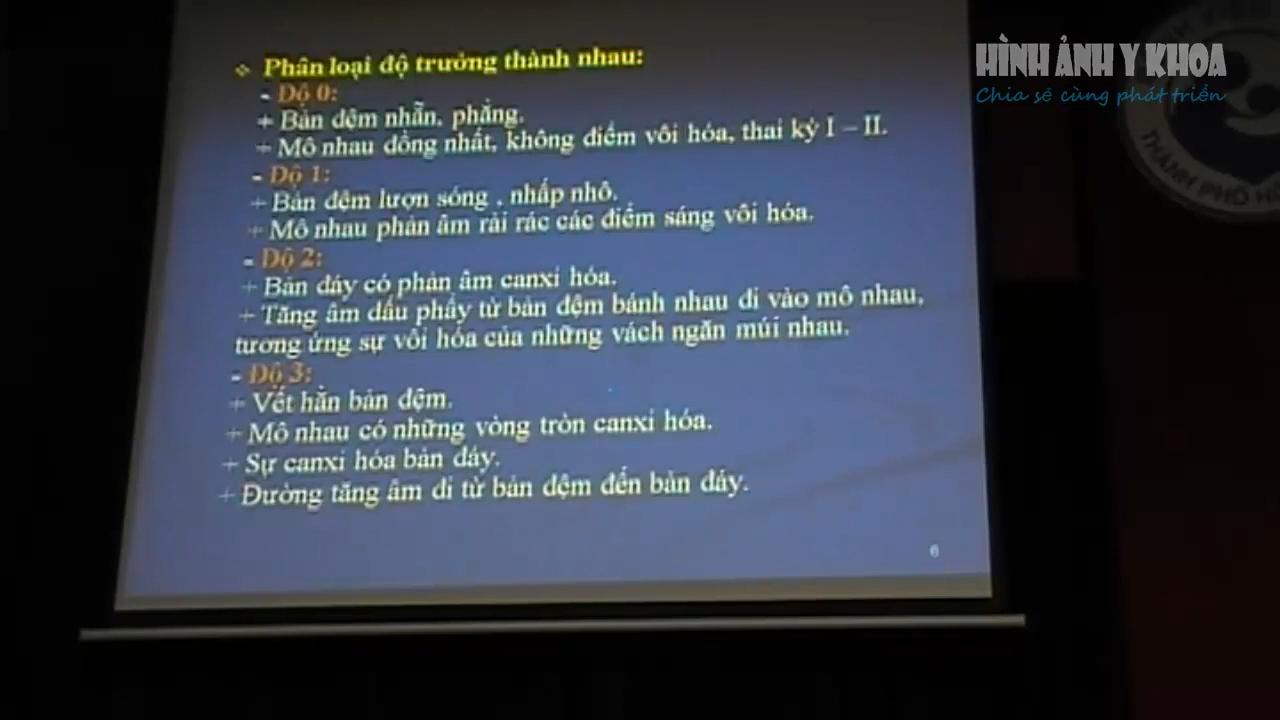 ❖ Phân loại độ trưởng thành nhau:
- Độ 0:
+ Bản đệm nhẵn, phẳng.
+ Mô nhau đồng nhất, không điểm vôi hóa, thai kỳ I – II.
- Độ 1:
+ Bản đệm lượn sóng , nhấp nhô.
+ Mô nhau phản âm rải rác các điểm sáng vôi hóa.
- Độ 2:
+ Bản đáy có phản âm canxi hóa.
+ Tăng âm dấu phẩy từ bản đệm bánh nhau đi vào mô nhau,
tương ứng sự vôi hóa của những vách ngăn múi nhau.
- Độ 3:
+ Vết hằn bản đệm.
+ Mô nhau có những vòng tròn canxi hóa.
+ Sự canxi hóa bản đáy.
+ Đường tăng âm đi từ bản đệm đến bản đáy.
6
HÌNH ẢNH Y KHOA
Chia sẽ cùng phát triển
THÀNH PHỐ